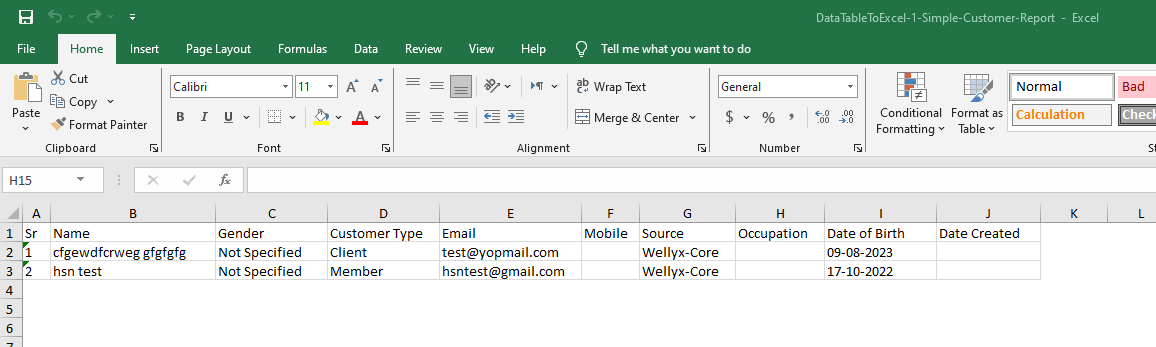 DataTableToExcel-1-Simple-Customer-Report - Excel
File Home Insert Page Layout Formulas Data Review View Help Tell me what you want to do
Cut
Copy
Format Painter
Paste
Clipboard
Calibri 11
B I U
Font
ab Wrap Text
Merge & Center
Alignment
General
$ % ,
Number
Conditional Formatting
Format as Table
Normal Bad
Calculation Check
H15 fx
A B C D E F G H I J K L
1 Sr Name Gender Customer Type Email Mobile Source Occupation Date of Birth Date Created
2 1 cfgewdfcrweg gfgfgfg Not Specified Client test@yopmail.com Wellyx-Core 09-08-2023
3 2 hsn test Not Specified Member hsntest@gmail.com Wellyx-Core 17-10-2022
4
5
6
7